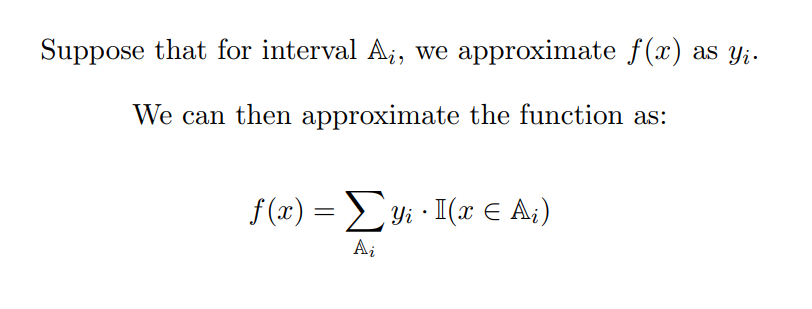 Suppose that for interval 𝔸ᵢ, we approximate f(x) as yᵢ.
We can then approximate the function as:
f(x) = ∑_{𝔸ᵢ} yᵢ · 𝕀(x ∈ 𝔸ᵢ)